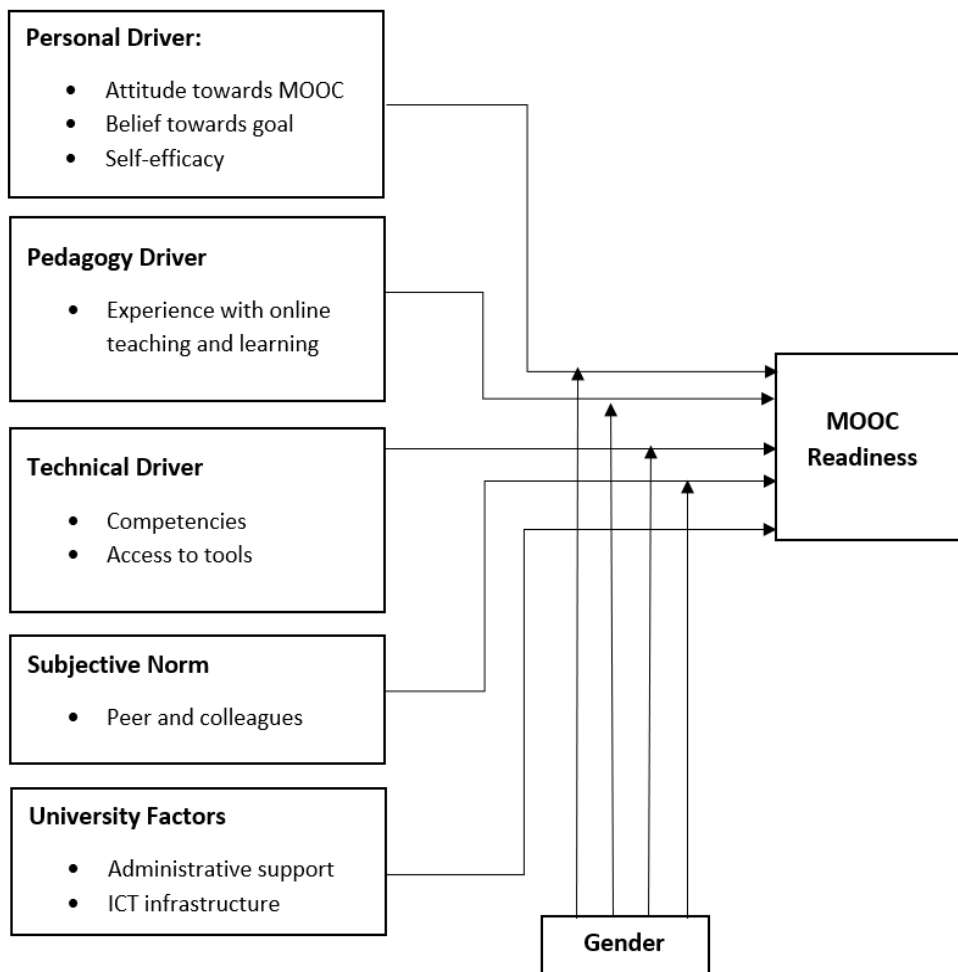 Personal Driver:
• Attitude towards MOOC
• Belief towards goal
• Self-efficacy
Pedagogy Driver
• Experience with online
teaching and learning
Technical Driver
• Competencies
• Access to tools
Subjective Norm
• Peer and colleagues
University Factors
• Administrative support
• ICT infrastructure
MOOC
Readiness
Gender